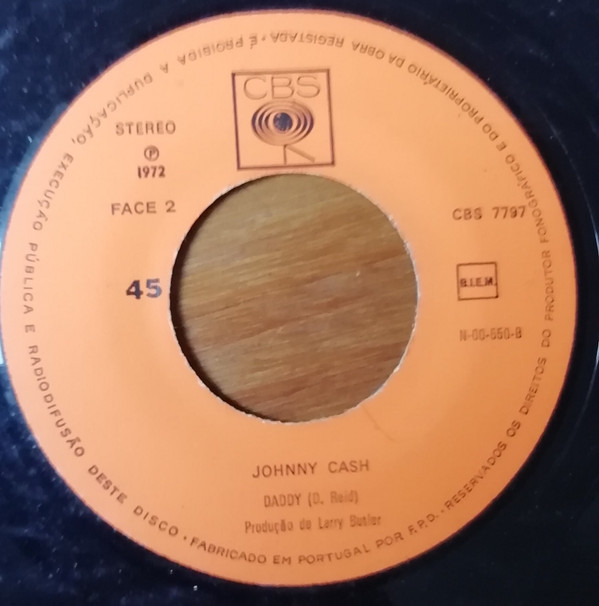 CBS
STEREO
℗
1972
FACE 2
CBS 7797
45
B.I.E.M.
N-00-550-B
JOHNNY CASH
DADDY (D. Reid)
Produção de Larry Butler
FABRICADO EM PORTUGAL POR F.P.D. - RESERVADOS OS DIREITOS DO PRODUTOR FONOGRÁFICO E DO PROPRIETÁRIO DA OBRA REGISTADA • É PROIBIDA A DUPLICAÇÃO, EXECUÇÃO PÚBLICA E RADIODIFUSÃO DESTE DISCO •